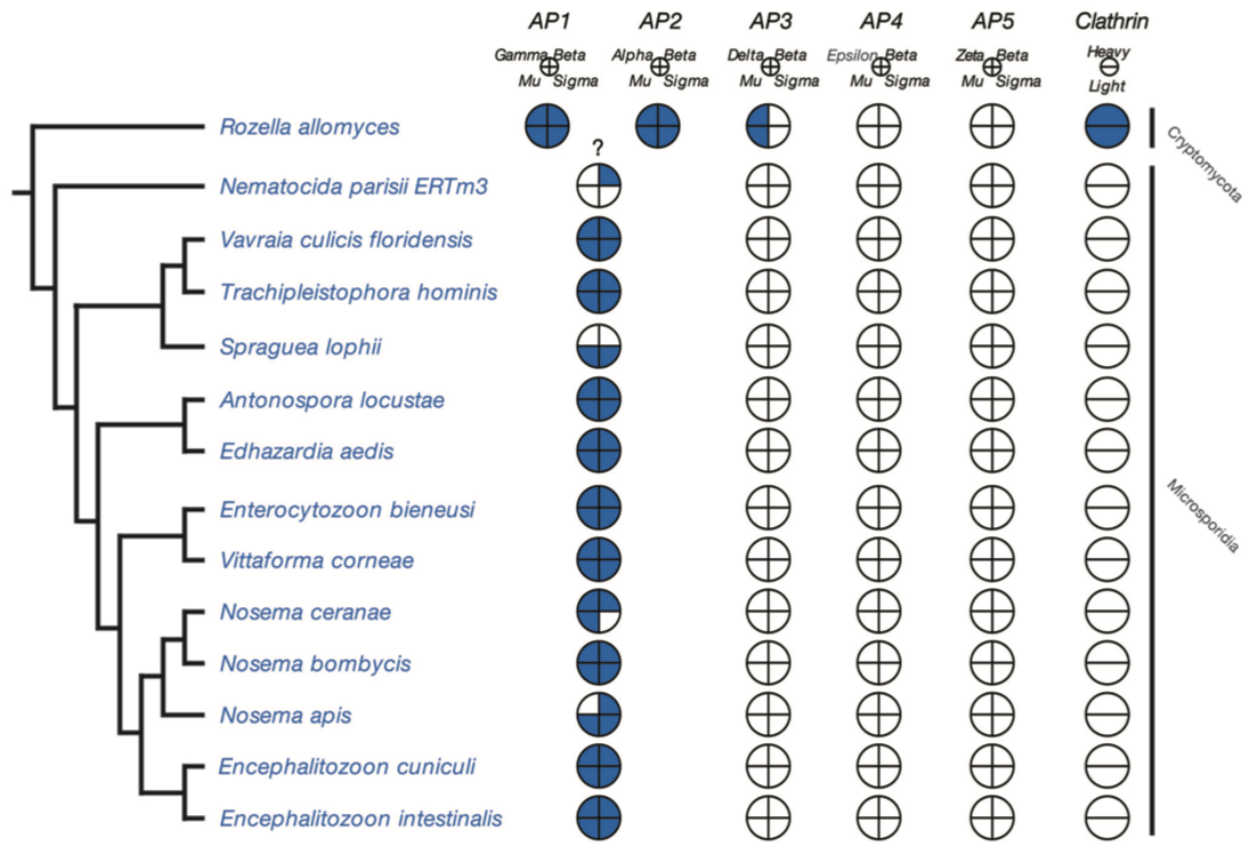 AP1 AP2 AP3 AP4 AP5 Clathrin
Gamma Beta Alpha Beta Delta Beta Epsilon Beta Zeta Beta Heavy
Mu Sigma Mu Sigma Mu Sigma Mu Sigma Mu Sigma Light
Rozella allomyces
?
Nematocida parisii ERTm3
Vavraia culicis floridensis
Trachipleistophora hominis
Spraguea lophii
Antonospora locustae
Edhazardia aedis
Enterocytozoon bieneusi
Vittaforma corneae
Nosema ceranae
Nosema bombycis
Nosema apis
Encephalitozoon cuniculi
Encephalitozoon intestinalis
Cryptomycota
Microsporidia